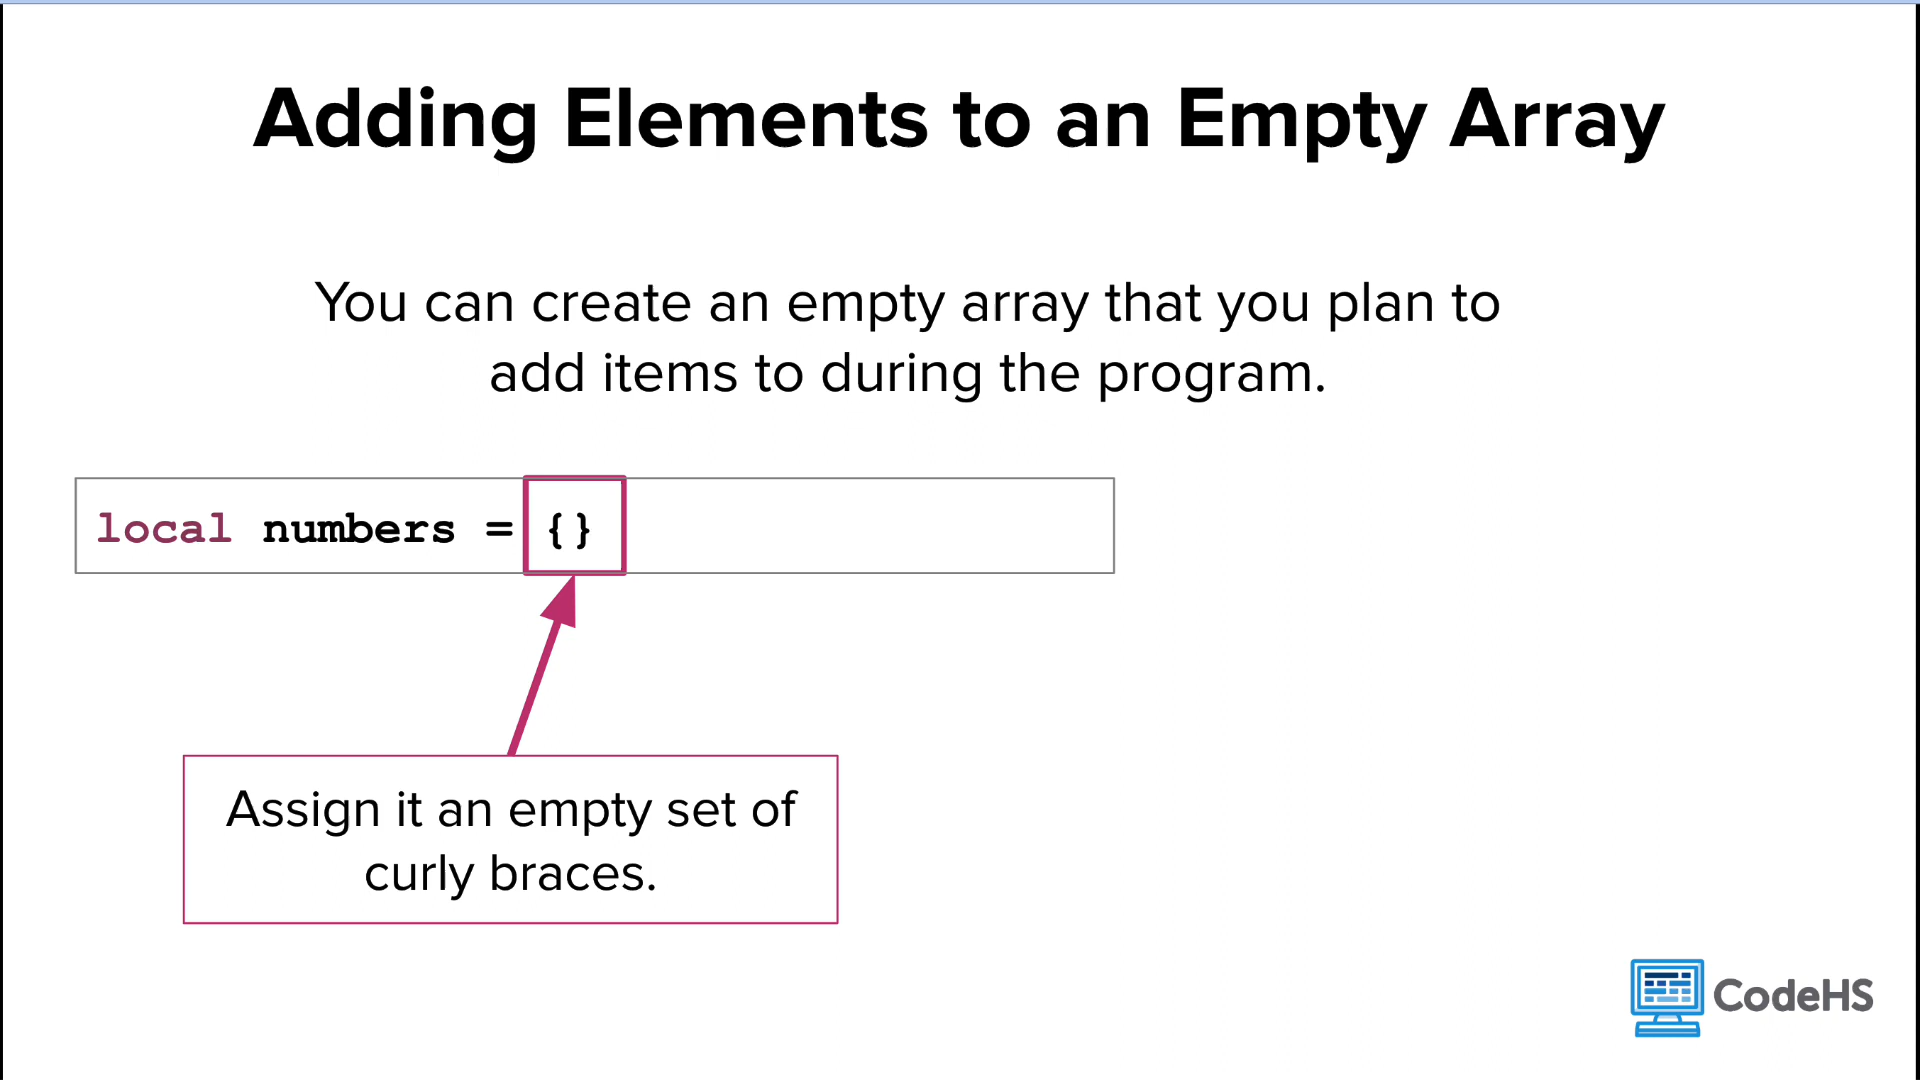 Adding Elements to an Empty Array
You can create an empty array that you plan to
add items to during the program.
local numbers = {}
Assign it an empty set of
curly braces.
CodeHS